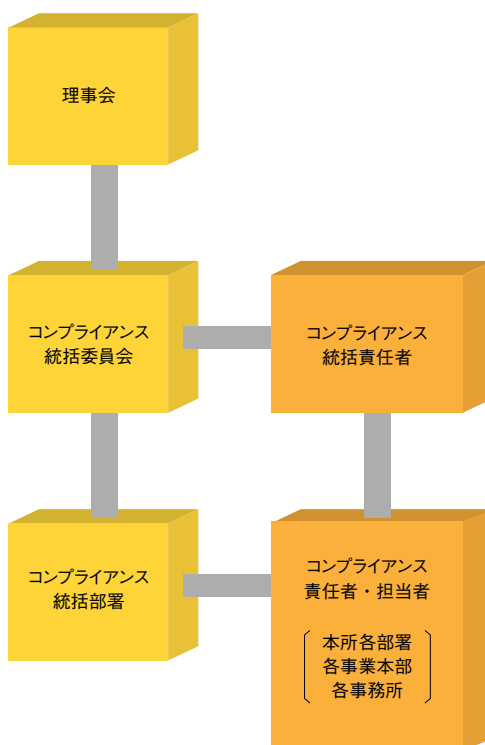 理事会
コンプライアンス
統括委員会
コンプライアンス
統括責任者
コンプライアンス
統括部署
コンプライアンス
責任者・担当者
本所各部署
各事業本部
各事務所